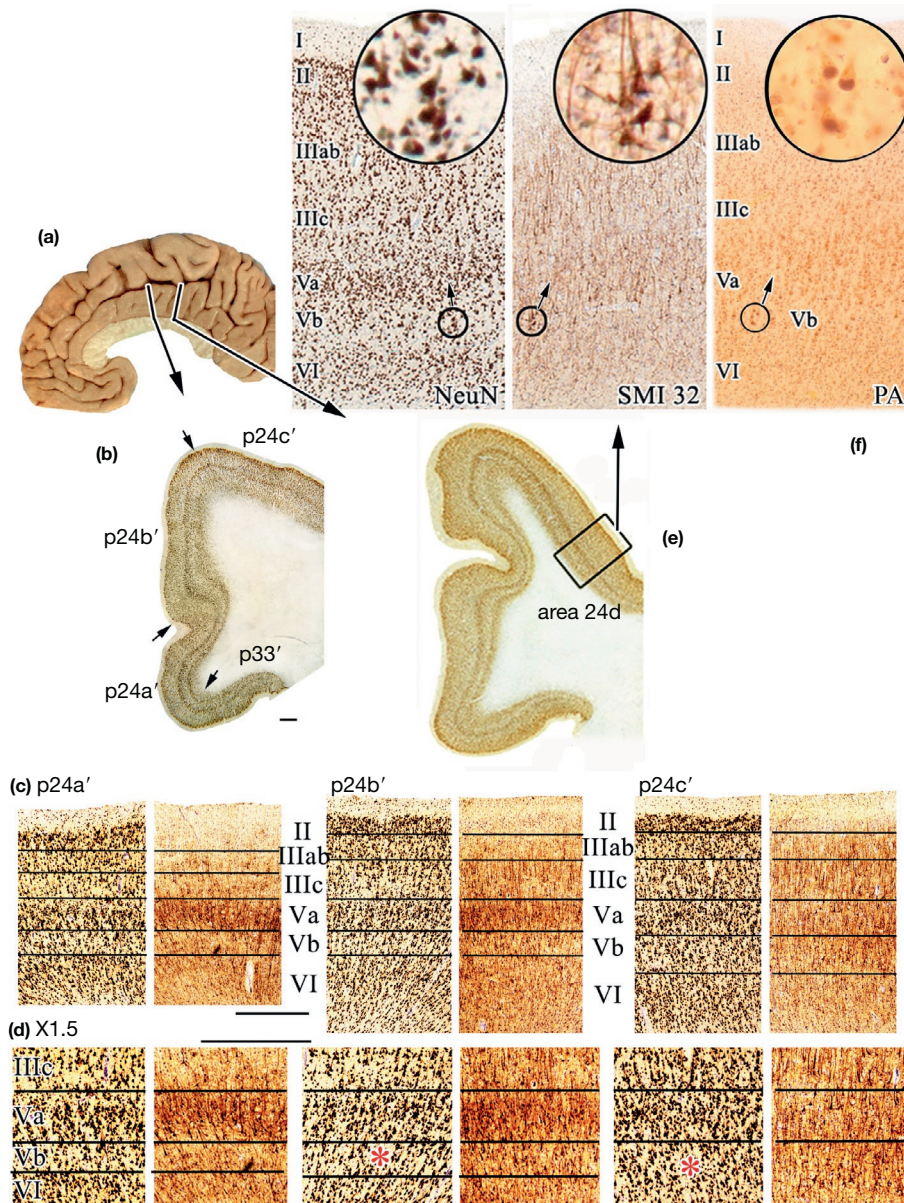 I
II
IIIab
IIIc
Va
Vb
VI
NeuN
SMI 32
I
II
IIIab
IIIc
Va
Vb
VI
PA
(a)
(b)
p24c′
p24b′
p33′
p24a′
(f)
(e)
area 24d
(c) p24a′
p24b′
p24c′
II
IIIab
IIIc
Va
Vb
VI
II
IIIab
IIIc
Va
Vb
VI
(d) X1.5
IIIc
Va
Vb
VI
*
*